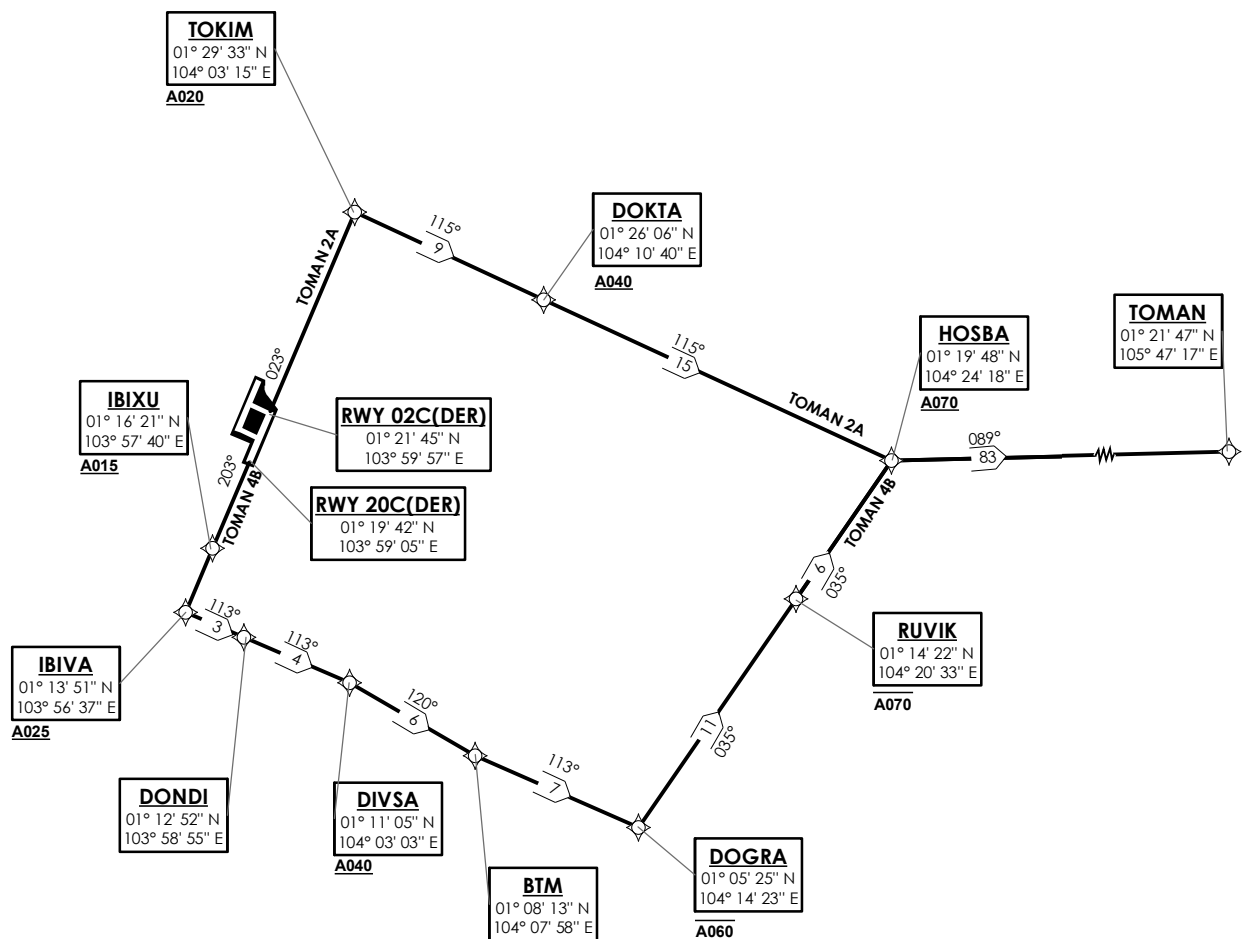 TOKIM
01° 29' 33" N
104° 03' 15" E
A020
115°
9
DOKTA
01° 26' 06" N
104° 10' 40" E
A040
TOMAN 2A
115°
15
TOMAN 2A
HOSBA
01° 19' 48" N
104° 24' 18" E
A070
TOMAN
01° 21' 47" N
105° 47' 17" E
089°
83
023°
IBIXU
01° 16' 21" N
103° 57' 40" E
A015
RWY 02C(DER)
01° 21' 45" N
103° 59' 57" E
203°
TOMAN 4B
RWY 20C(DER)
01° 19' 42" N
103° 59' 05" E
TOMAN 4B
6
035°
RUVIK
01° 14' 22" N
104° 20' 33" E
A070
IBIVA
01° 13' 51" N
103° 56' 37" E
A025
113°
3
113°
4
120°
6
113°
7
11
035°
DONDI
01° 12' 52" N
103° 58' 55" E
DIVSA
01° 11' 05" N
104° 03' 03" E
A040
BTM
01° 08' 13" N
104° 07' 58" E
DOGRA
01° 05' 25" N
104° 14' 23" E
A060